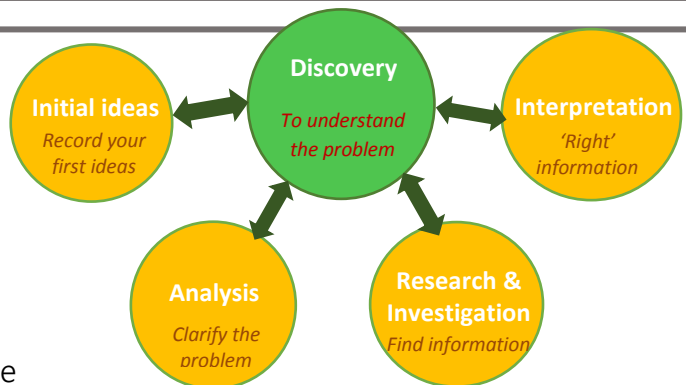 Discovery
To understand
the problem
Initial ideas
Record your
first ideas
Interpretation
‘Right’
information
Analysis
Clarify the
problem
Research &
Investigation
Find information
e